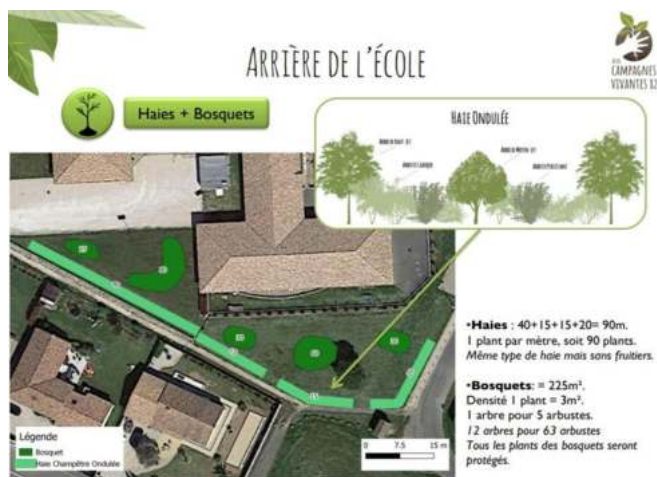 ARRIÈRE DE L'ÉCOLE
CAMPAGNES
VIVANTES 82
Haies + Bosquets
HAIE ONDULÉE
•Haies : 40+15+15+20= 90m.
1 plant par mètre, soit 90 plants.
Même type de haie mais sans fruitiers.
•Bosquets: = 225m².
Densité 1 plant = 3m².
1 arbre pour 5 arbustes.
12 arbres pour 63 arbustes
Tous les plants des bosquets seront
protégés.
Légende
Bosquet
Haie Champêtre Ondulée
0 7.5 15 m